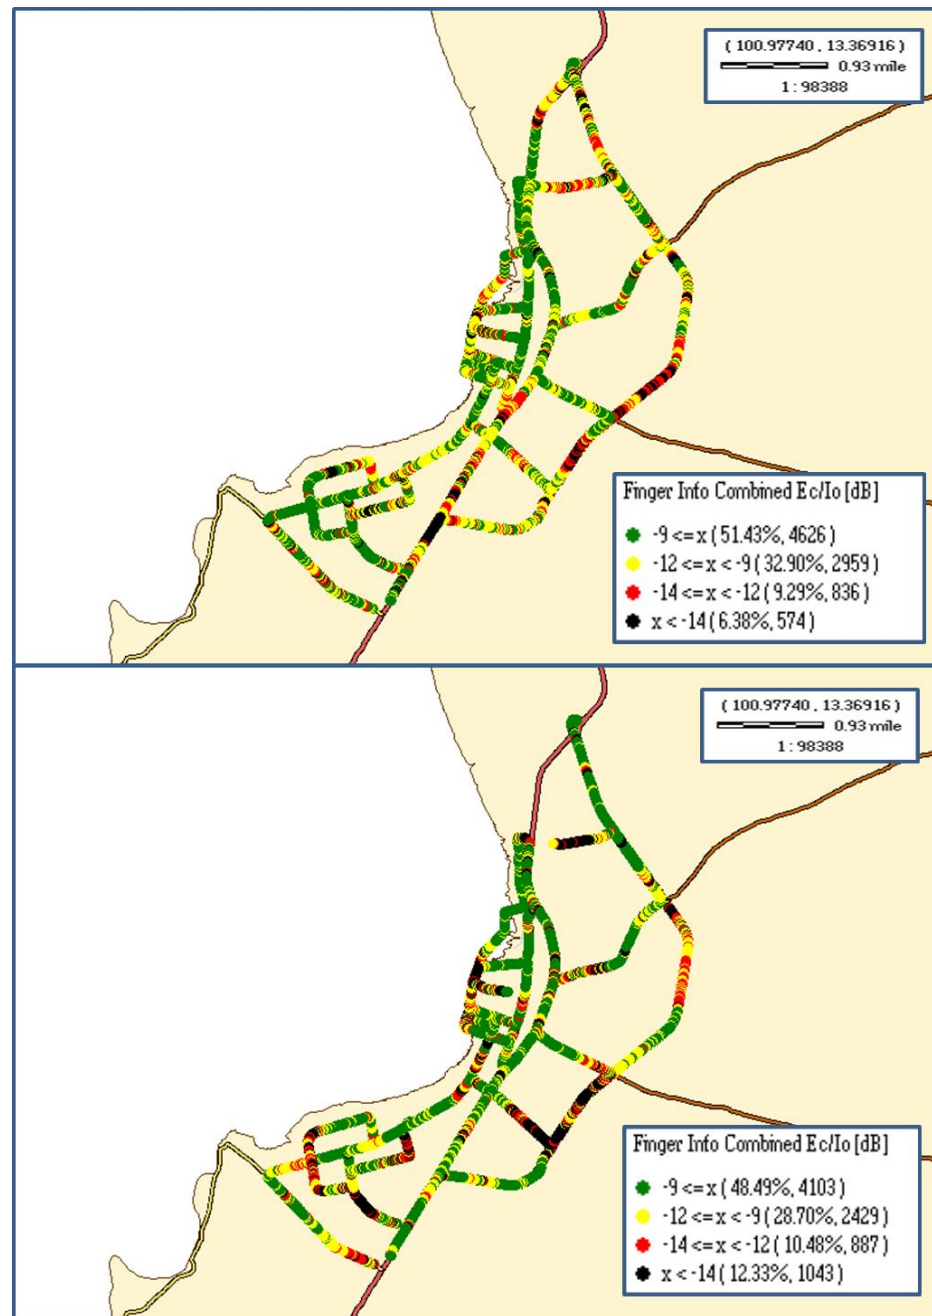 ( 100.97740 , 13.36916 )
0.93 mile
1 : 98388
Finger Info Combined Ec/Io [dB]
-9 <= x ( 51.43%, 4626 )
-12 <= x < -9 ( 32.90%, 2959 )
-14 <= x < -12 ( 9.29%, 836 )
x < -14 ( 6.38%, 574 )
( 100.97740 , 13.36916 )
0.93 mile
1 : 98388
Finger Info Combined Ec/Io [dB]
-9 <= x ( 48.49%, 4103 )
-12 <= x < -9 ( 28.70%, 2429 )
-14 <= x < -12 ( 10.48%, 887 )
x < -14 ( 12.33%, 1043 )